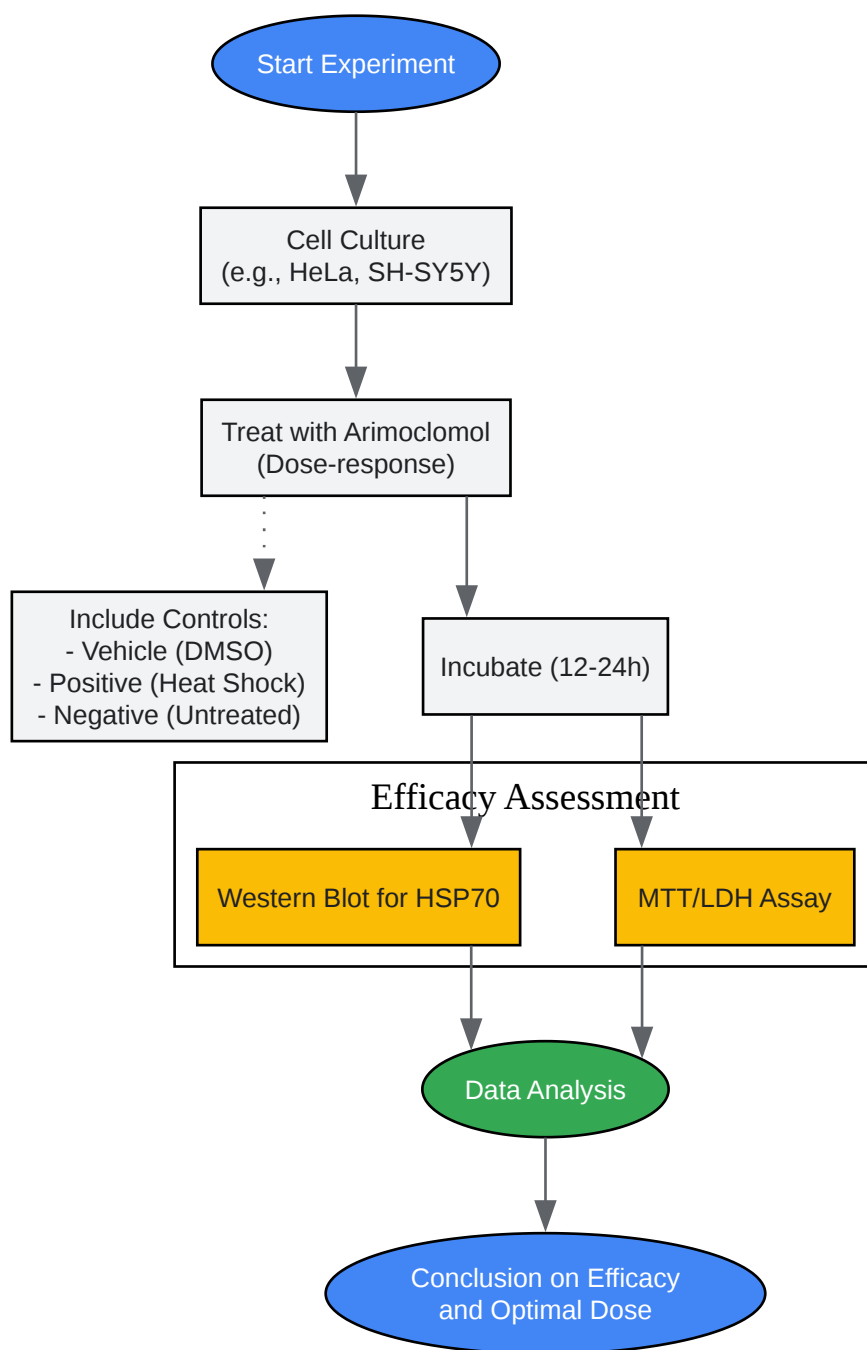 Start Experiment
Cell Culture
(e.g., HeLa, SH-SY5Y)
Treat with Arimoclomol
(Dose-response)
Include Controls:
- Vehicle (DMSO)
- Positive (Heat Shock)
- Negative (Untreated)
Incubate (12-24h)
Efficacy Assessment
Western Blot for HSP70
MTT/LDH Assay
Data Analysis
Conclusion on Efficacy
and Optimal Dose